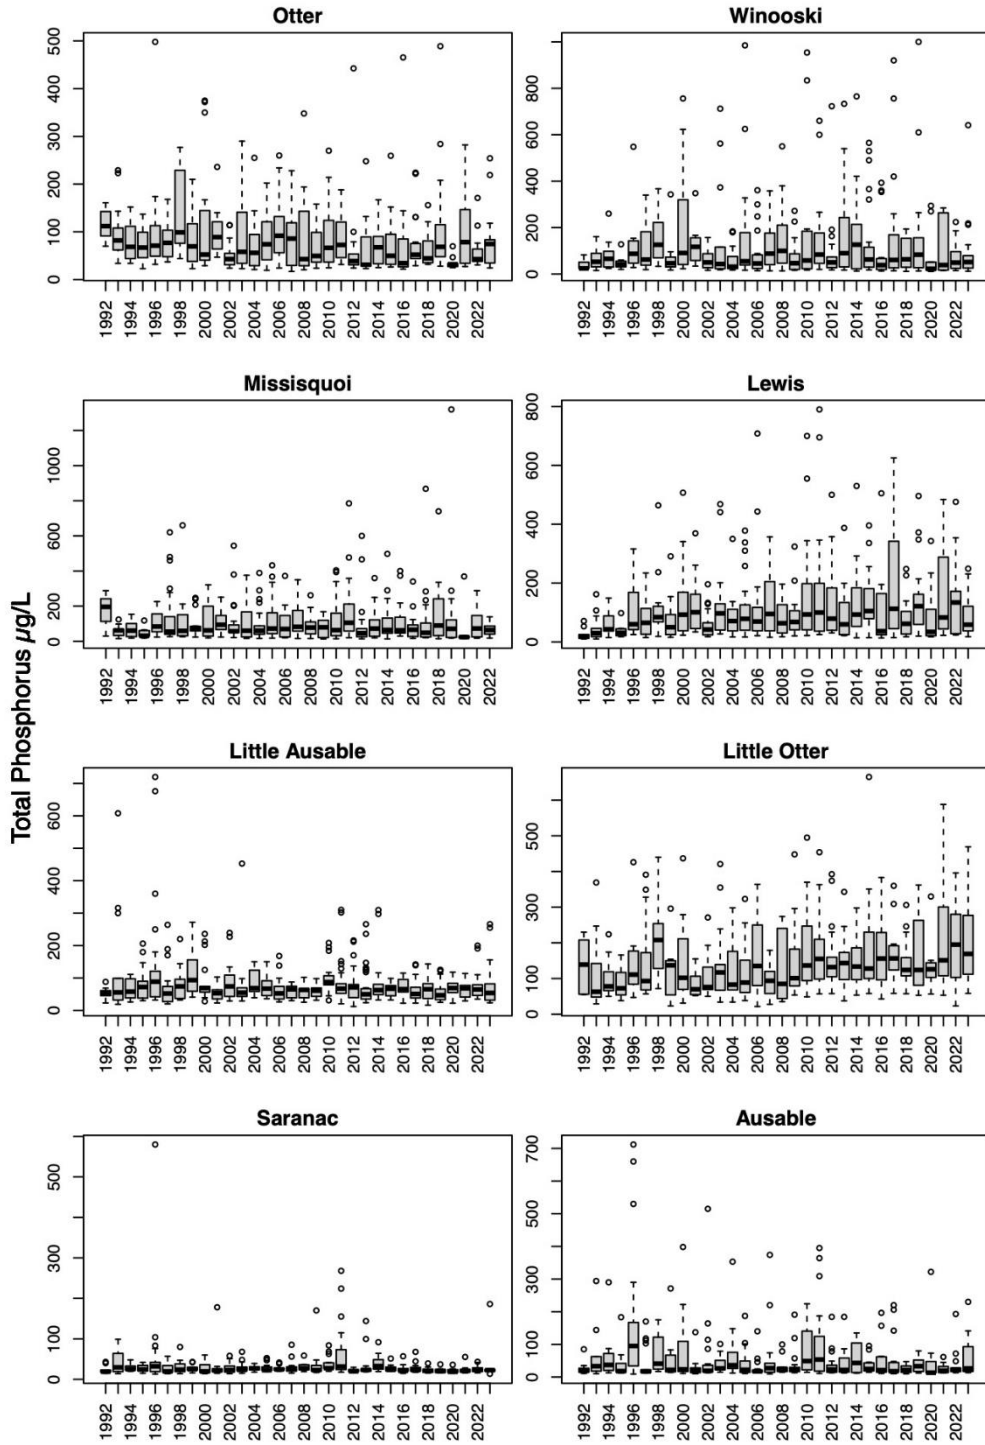 Otter
Winooski
0 100 200 300 400 500
0 200 400 600 800
1992 1994 1996 1998 2000 2002 2004 2006 2008 2010 2012 2014 2016 2018 2020 2022
1992 1994 1996 1998 2000 2002 2004 2006 2008 2010 2012 2014 2016 2018 2020 2022
Missisquoi
Lewis
0 200 600 1000
0 200 400 600 800
1992 1994 1996 1998 2000 2002 2004 2006 2008 2010 2012 2014 2016 2018 2020 2022
1992 1994 1996 1998 2000 2002 2004 2006 2008 2010 2012 2014 2016 2018 2020 2022
Total Phosphorus µg/L
Little Ausable
Little Otter
0 200 400 600
0 100 300 500
1992 1994 1996 1998 2000 2002 2004 2006 2008 2010 2012 2014 2016 2018 2020 2022
1992 1994 1996 1998 2000 2002 2004 2006 2008 2010 2012 2014 2016 2018 2020 2022
Saranac
Ausable
0 100 300 500
0 100 300 500 700
1992 1994 1996 1998 2000 2002 2004 2006 2008 2010 2012 2014 2016 2018 2020 2022
1992 1994 1996 1998 2000 2002 2004 2006 2008 2010 2012 2014 2016 2018 2020 2022